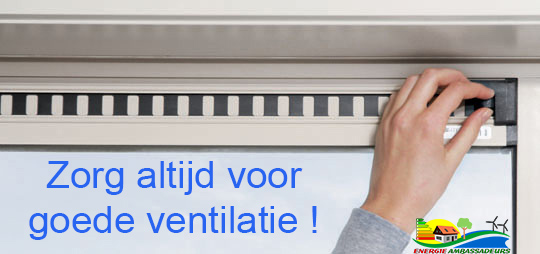 Zorg altijd voor
goede ventilatie !
ENERGIE AMBASSADEURS